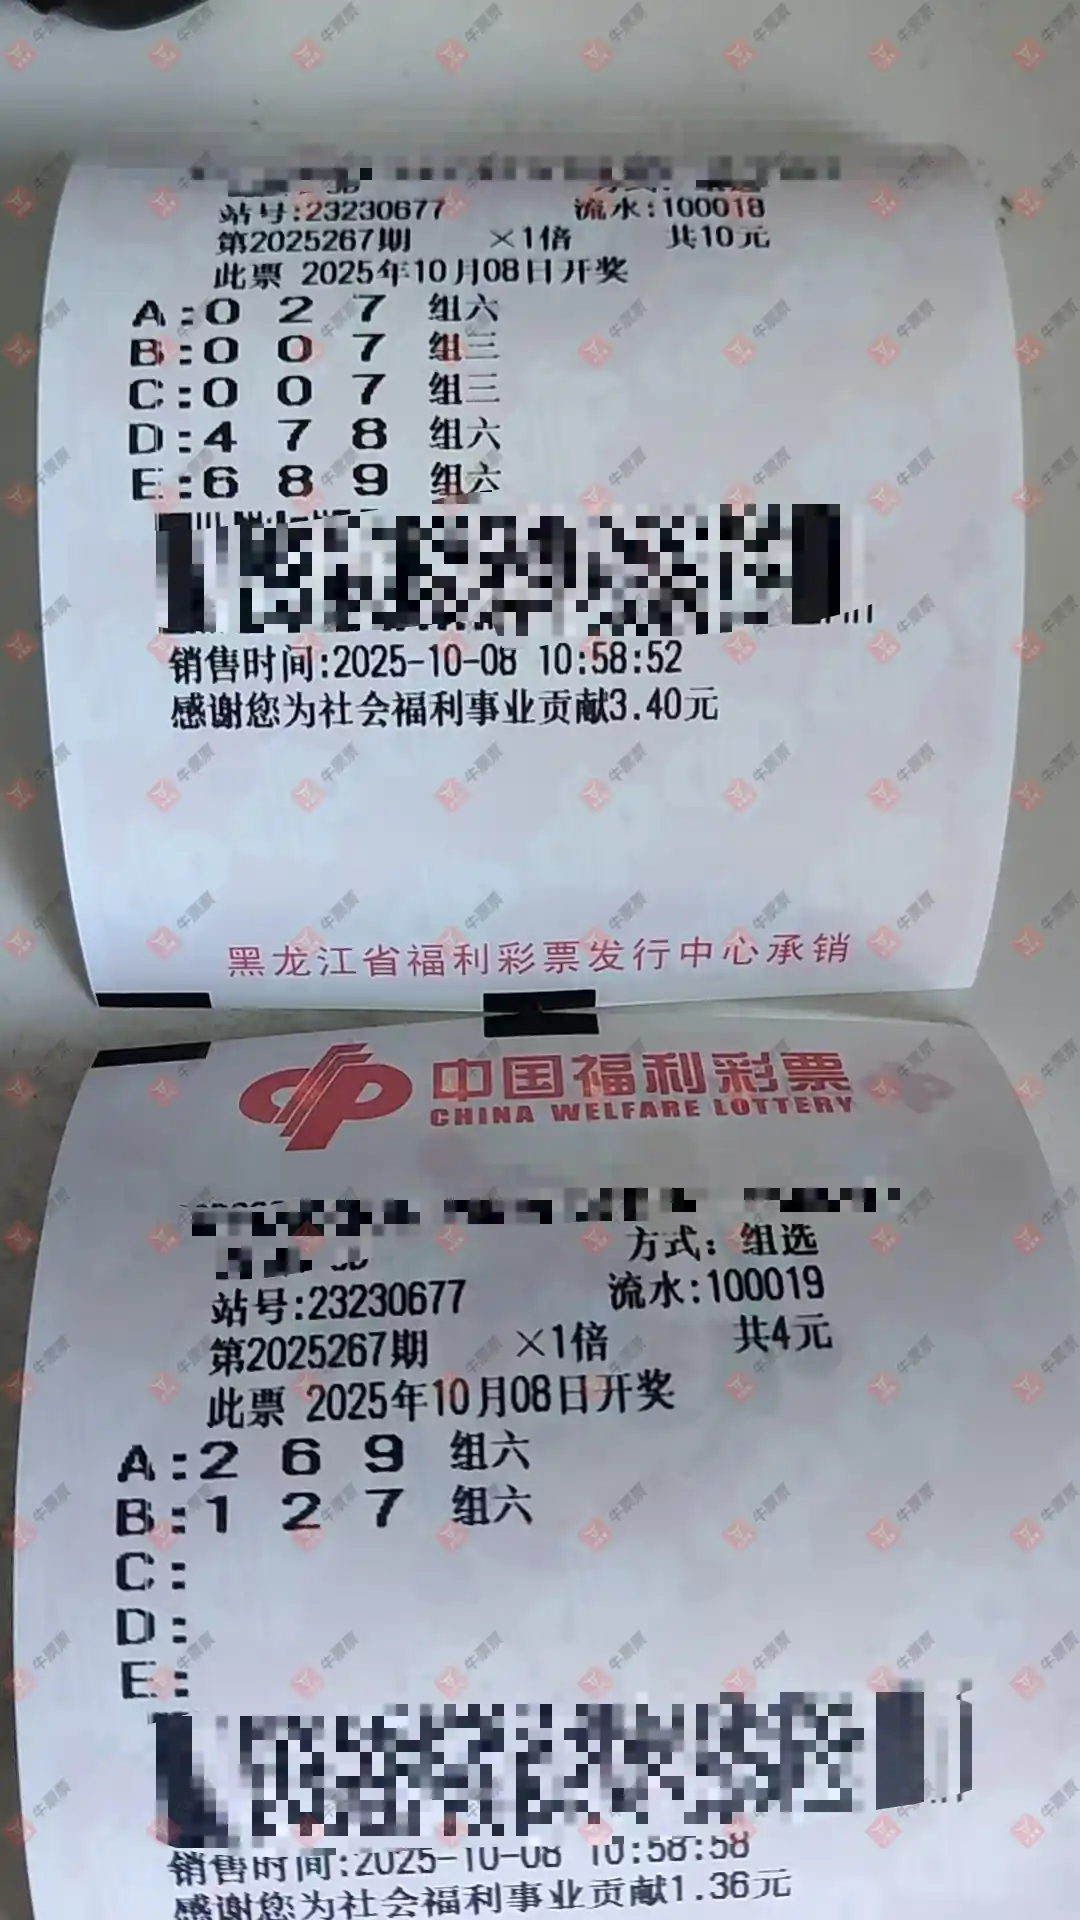 站号:23230677 流水:100018
第2025267期 ×1倍 共10元
此票 2025年10月08日开奖
A:0 2 7 组六
B:0 0 7 组三
C:0 0 7 组三
D:4 7 8 组六
E:6 8 9 组六
销售时间:2025-10-08 10:58:52
感谢您为社会福利事业贡献3.40元
黑龙江省福利彩票发行中心承销
中国福利彩票
CHINA WELFARE LOTTERY
方式：组选
站号:23230677 流水:100019
第2025267期 ×1倍 共4元
此票 2025年10月08日开奖
A:2 6 9 组六
B:1 2 7 组六
C:
D:
E:
销售时间:2025-10-08 10:58:58
感谢您为社会福利事业贡献1.36元
牛票票